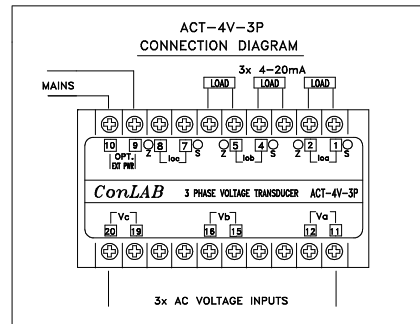 ACT-4V-3P
CONNECTION DIAGRAM
3x 4-20mA
LOAD LOAD LOAD
MAINS
10 9 Z 8 7 S Z 5 4 S Z 2 1 S
OPT. Ioc Iob Ioa
EXT PWR
ConLAB 3 PHASE VOLTAGE TRANSDUCER ACT-4V-3P
Vc Vb Va
20 19 16 15 12 11
3x AC VOLTAGE INPUTS